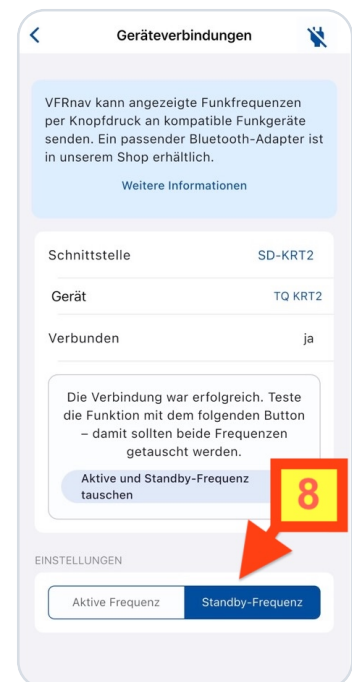 Geräteverbindungen
VFRnav kann angezeigte Funkfrequenzen
per Knopfdruck an kompatible Funkgeräte
senden. Ein passender Bluetooth-Adapter ist
in unserem Shop erhältlich.
Weitere Informationen
Schnittstelle SD-KRT2
Gerät TQ KRT2
Verbunden ja
Die Verbindung war erfolgreich. Teste
die Funktion mit dem folgenden Button
– damit sollten beide Frequenzen
getauscht werden.
Aktive und Standby-Frequenz
tauschen
8
EINSTELLUNGEN
Aktive Frequenz Standby-Frequenz